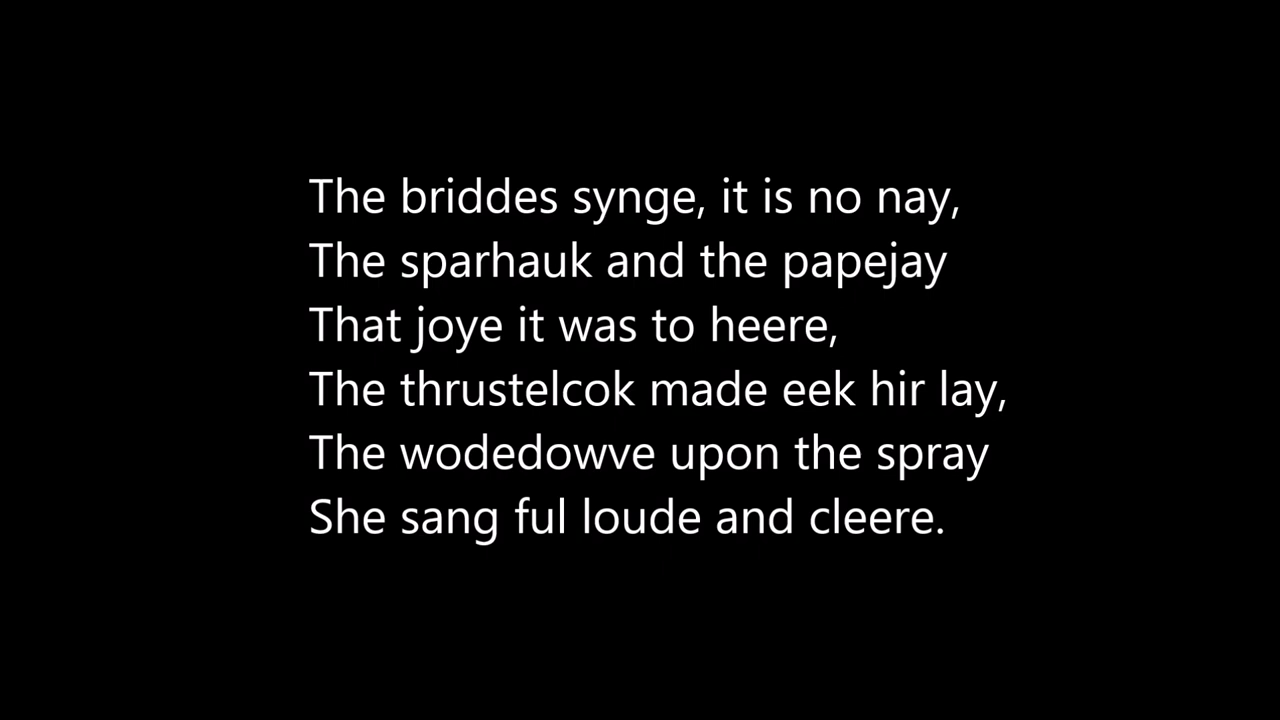 The briddes synge, it is no nay,
The sparhauk and the papejay
That joye it was to heere,
The thrustelcok made eek hir lay,
The wodedowve upon the spray
She sang ful loude and cleere.